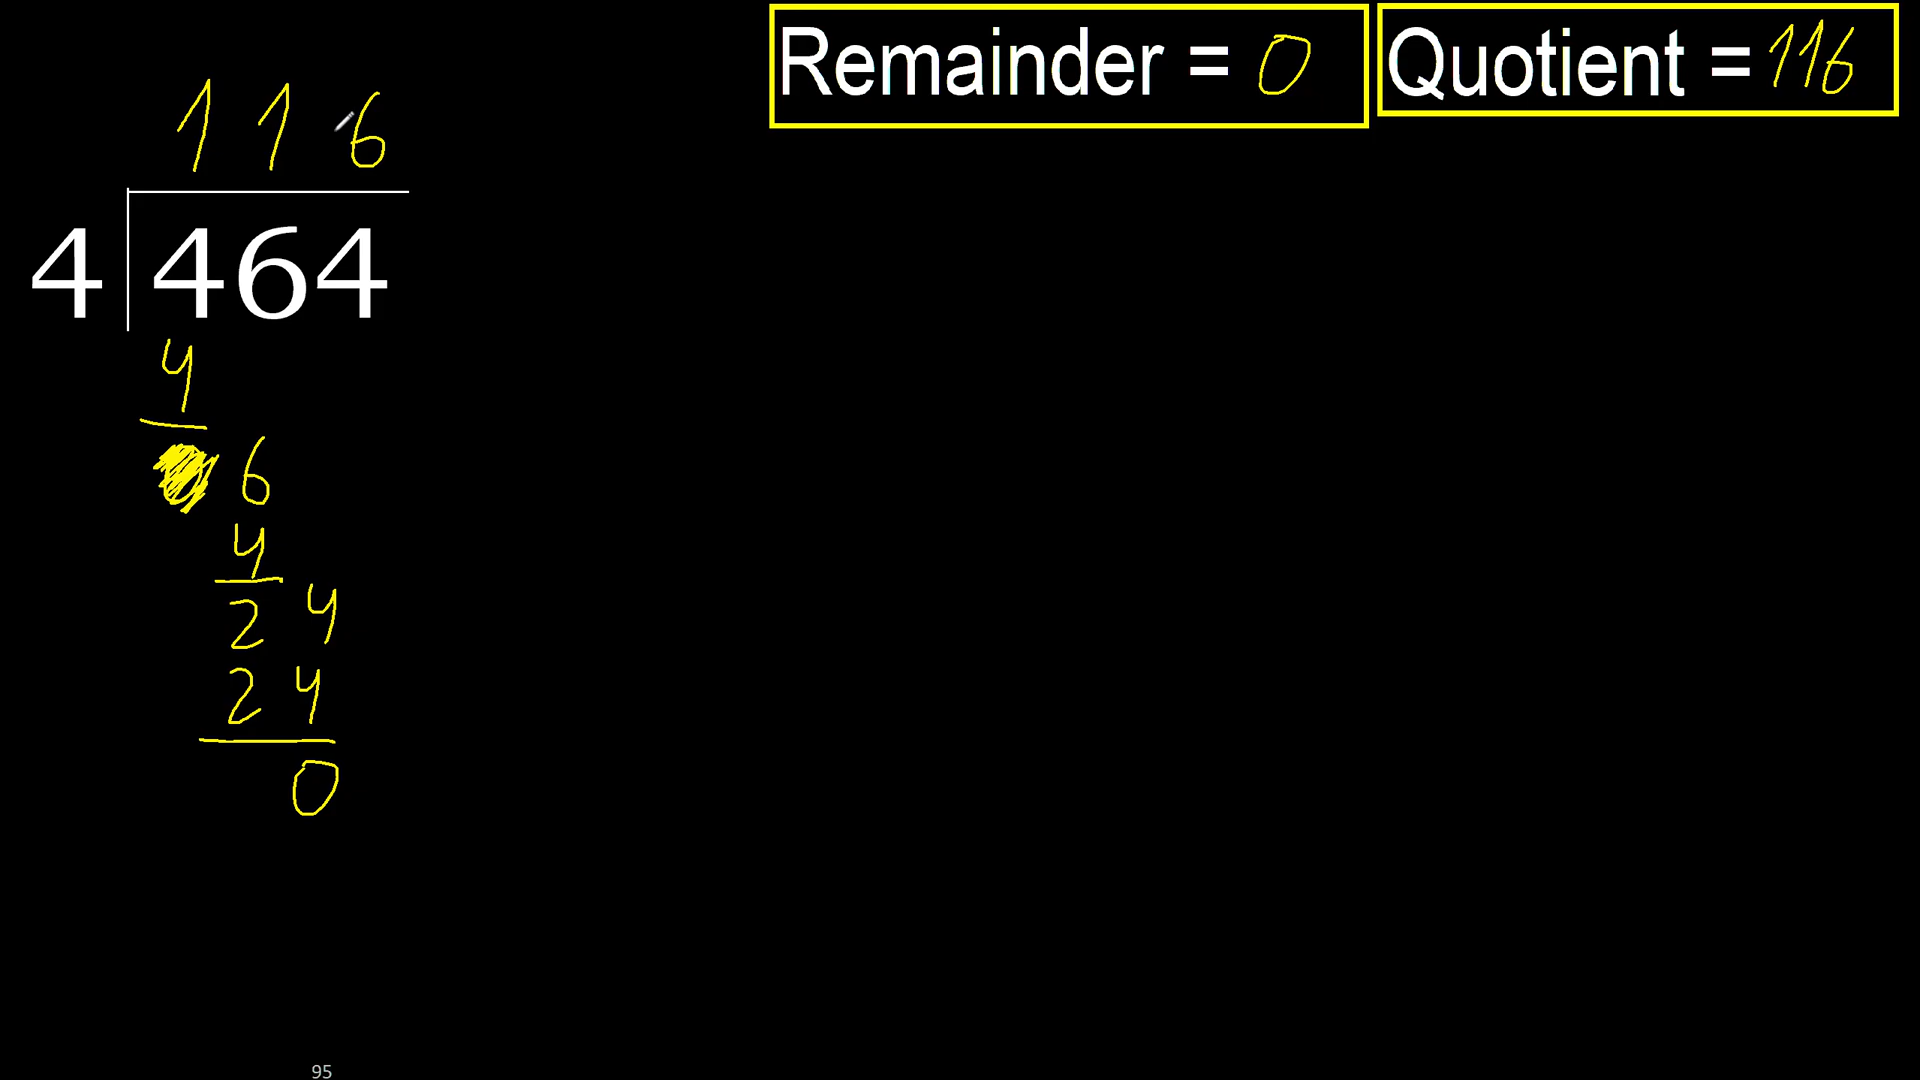 Remainder = 0
Quotient = 116
1 1 6
4 464
4
6
4
2 4
2 4
0
95